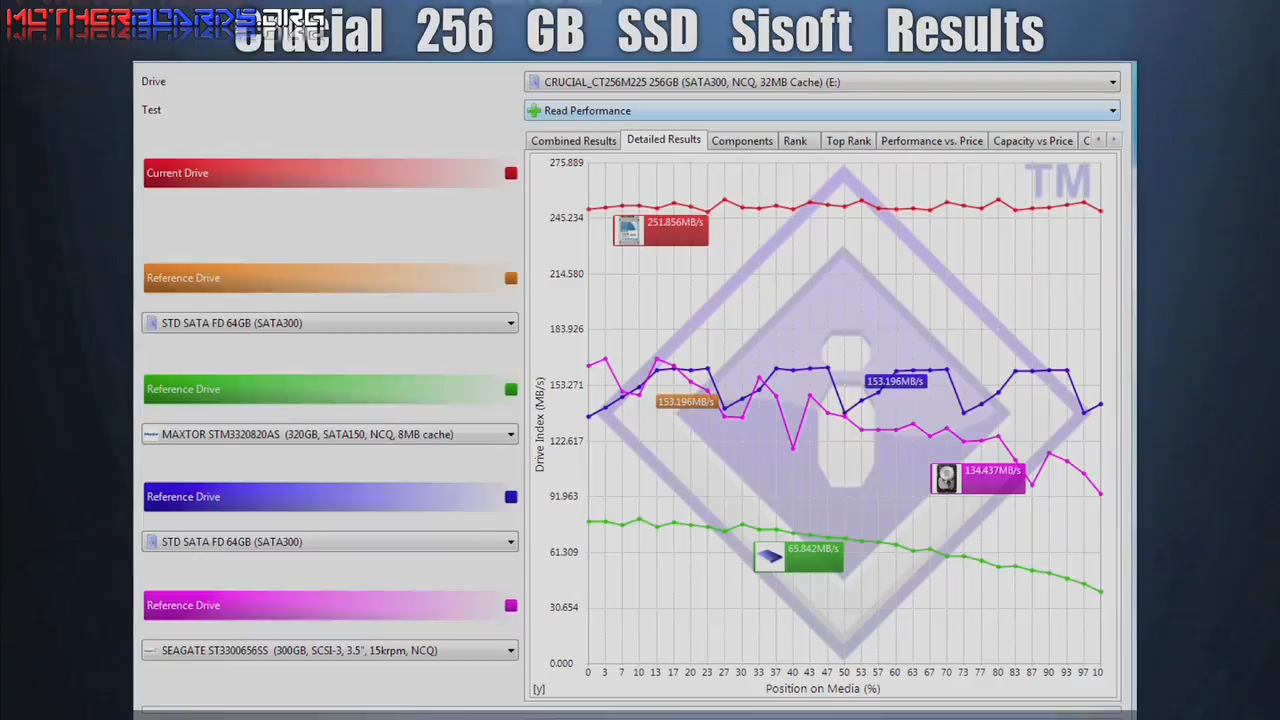 MOTHERBOARDS.ORG
Crucial 256 GB SSD Sisoft Results
Drive
CRUCIAL_CT256M225 256GB (SATA300, NCQ, 32MB Cache) (E:)
Test
Read Performance
Combined Results Detailed Results Components Rank Top Rank Performance vs. Price Capacity vs Price C
Current Drive
Reference Drive
STD SATA FD 64GB (SATA300)
Reference Drive
MAXTOR STM3320820AS (320GB, SATA150, NCQ, 8MB cache)
Reference Drive
STD SATA FD 64GB (SATA300)
Reference Drive
SEAGATE ST3300656SS (300GB, SCSI-3, 3.5", 15krpm, NCQ)
TM
275.889
245.234
214.580
183.926
153.271
122.617
91.963
61.309
30.654
0.000
Drive Index (MB/s)
251.856MB/s
153.196MB/s
153.196MB/s
134.437MB/s
65.842MB/s
0 3 7 10 13 17 20 23 27 30 33 37 40 43 47 50 53 57 60 63 67 70 73 77 80 83 87 90 93 97 10
[y]
Position on Media (%)